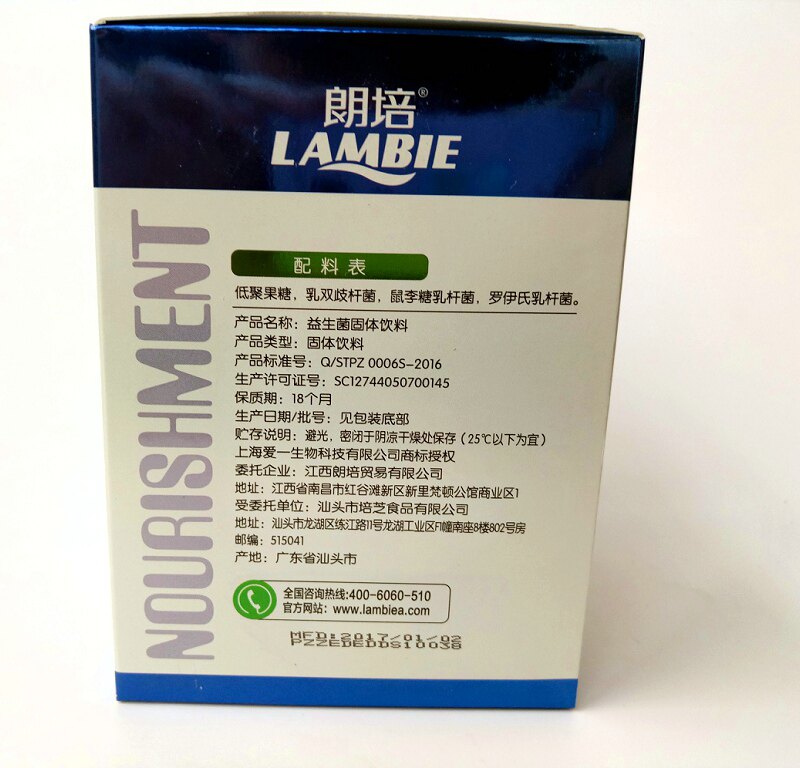 朗培®
LAMBIE
NOURISHMENT
配料表
低聚果糖，乳双歧杆菌，鼠李糖乳杆菌，罗伊氏乳杆菌。
产品名称：益生菌固体饮料
产品类型：固体饮料
产品标准号：Q/STPZ 0006S-2016
生产许可证号：SC12744050700145
保质期：18个月
生产日期/批号：见包装底部
贮存说明：避光，密闭于阴凉干燥处保存（25℃以下为宜）
上海爱一生物科技有限公司商标授权
委托企业：江西朗培贸易有限公司
地址：江西省南昌市红谷滩新区新里梵顿公馆商业区1
受委托单位：汕头市培芝食品有限公司
地址：汕头市龙湖区练江路11号龙湖工业区F1幢南座8楼802号房
邮编：515041
产地：广东省汕头市
全国咨询热线:400-6060-510
官方网站：www.lambiea.com
MFD:2017/01/02
PZZEDEDDS10038